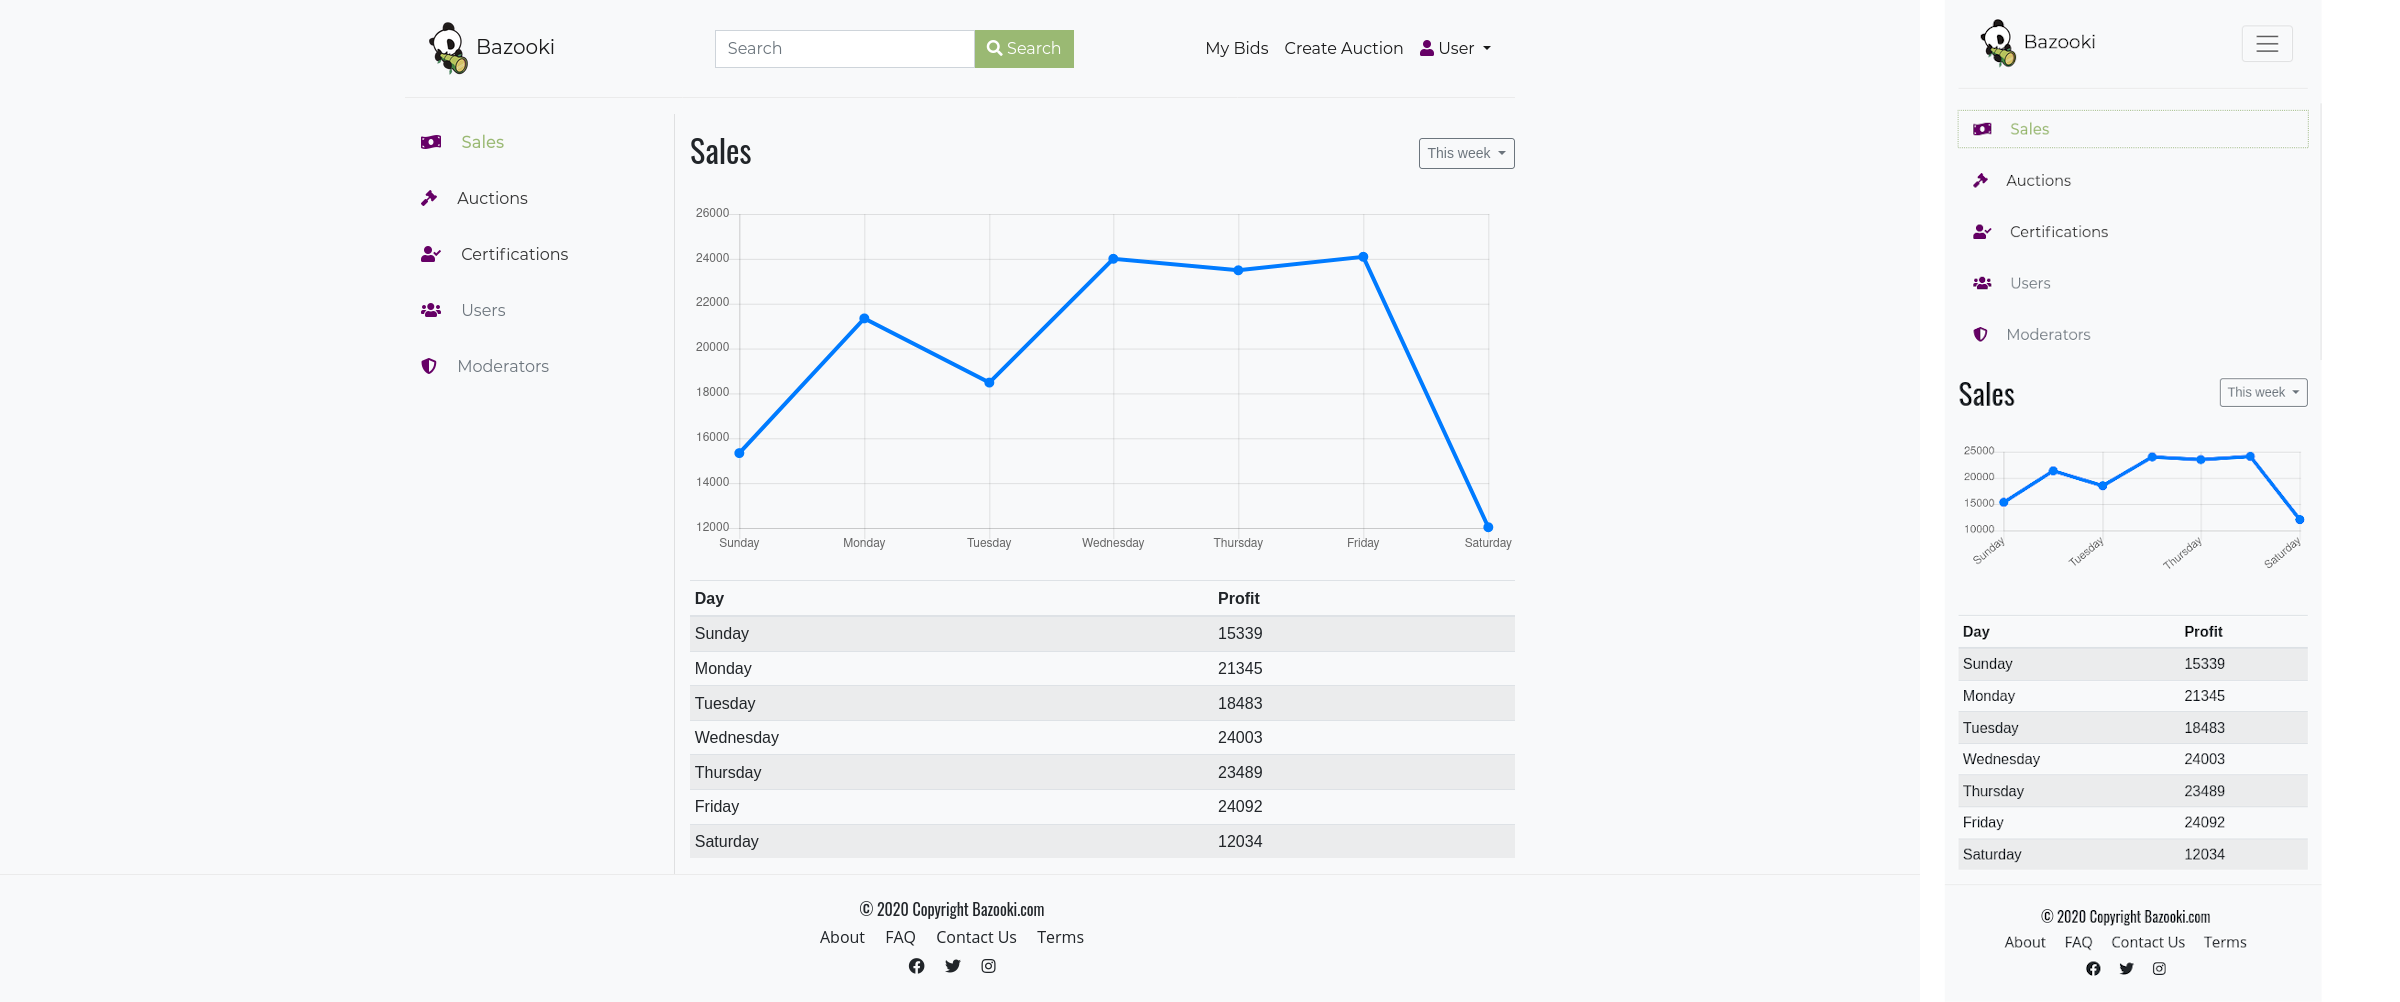 Bazooki
Search
Search
My Bids Create Auction User
Sales
Auctions
Certifications
Users
Moderators
Sales
This week
26000
24000
22000
20000
18000
16000
14000
12000
Sunday Monday Tuesday Wednesday Thursday Friday Saturday
Day Profit
Sunday 15339
Monday 21345
Tuesday 18483
Wednesday 24003
Thursday 23489
Friday 24092
Saturday 12034
© 2020 Copyright Bazooki.com
About FAQ Contact Us Terms
Bazooki
Sales
Auctions
Certifications
Users
Moderators
Sales
This week
25000
20000
15000
10000
Sunday Tuesday Thursday Saturday
Day Profit
Sunday 15339
Monday 21345
Tuesday 18483
Wednesday 24003
Thursday 23489
Friday 24092
Saturday 12034
© 2020 Copyright Bazooki.com
About FAQ Contact Us Terms